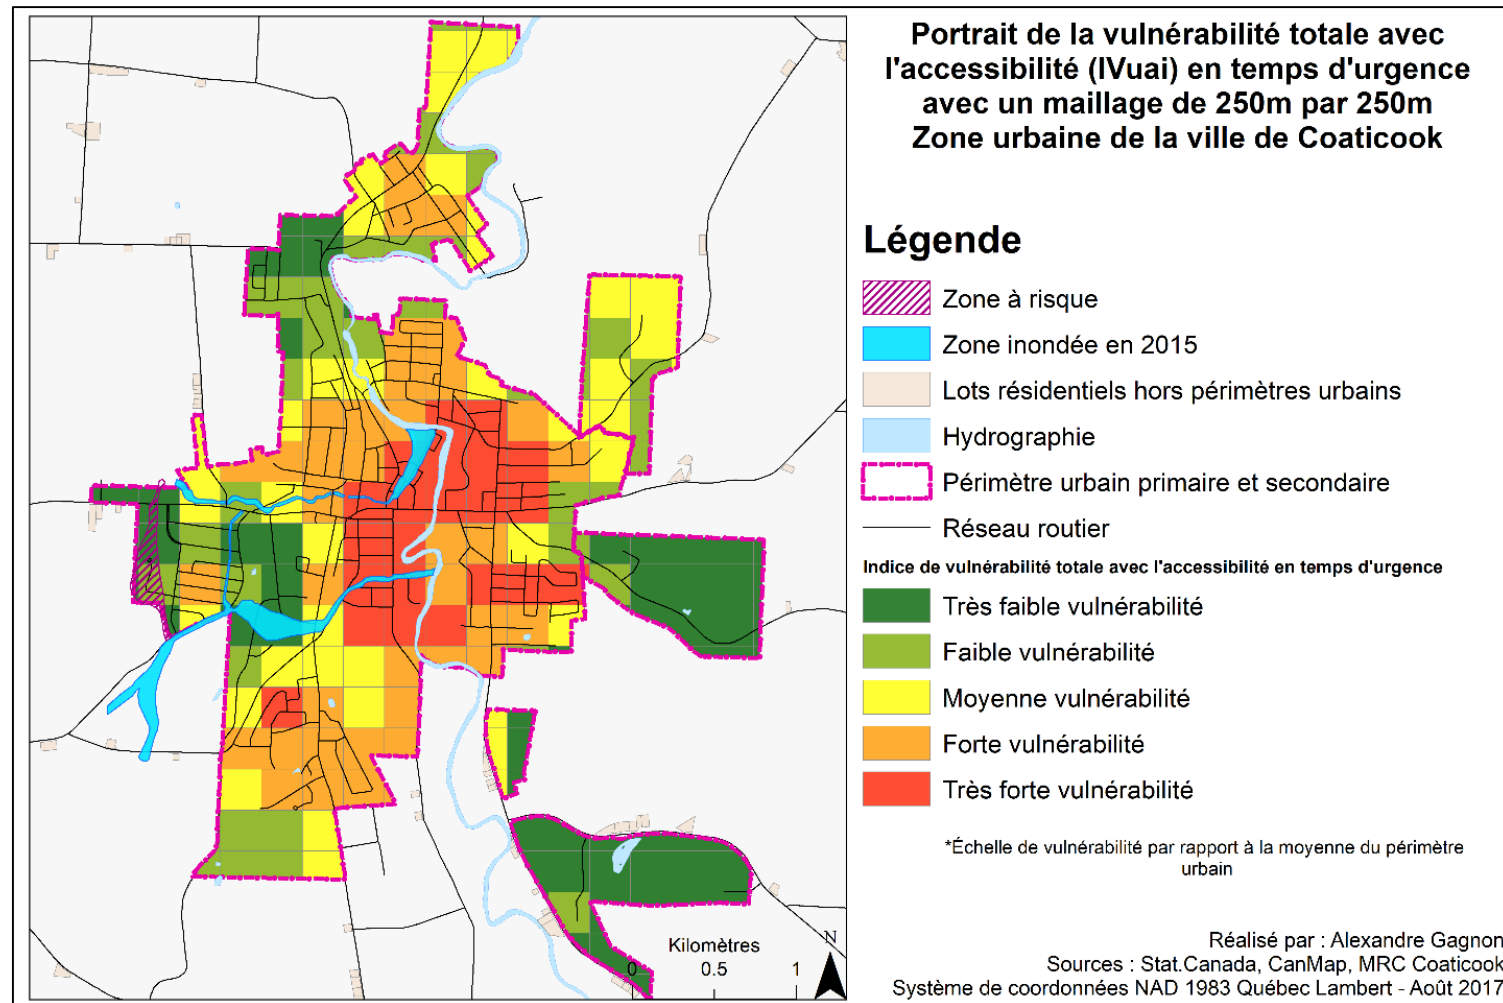 Portrait de la vulnérabilité totale avec
l'accessibilité (IVuai) en temps d'urgence
avec un maillage de 250m par 250m
Zone urbaine de la ville de Coaticook
Légende
Zone à risque
Zone inondée en 2015
Lots résidentiels hors périmètres urbains
Hydrographie
Périmètre urbain primaire et secondaire
Réseau routier
Indice de vulnérabilité totale avec l'accessibilité en temps d'urgence
Très faible vulnérabilité
Faible vulnérabilité
Moyenne vulnérabilité
Forte vulnérabilité
Très forte vulnérabilité
*Échelle de vulnérabilité par rapport à la moyenne du périmètre
urbain
Kilomètres
0 0.5 1
N
Réalisé par : Alexandre Gagnon
Sources : Stat.Canada, CanMap, MRC Coaticook
Système de coordonnées NAD 1983 Québec Lambert - Août 2017